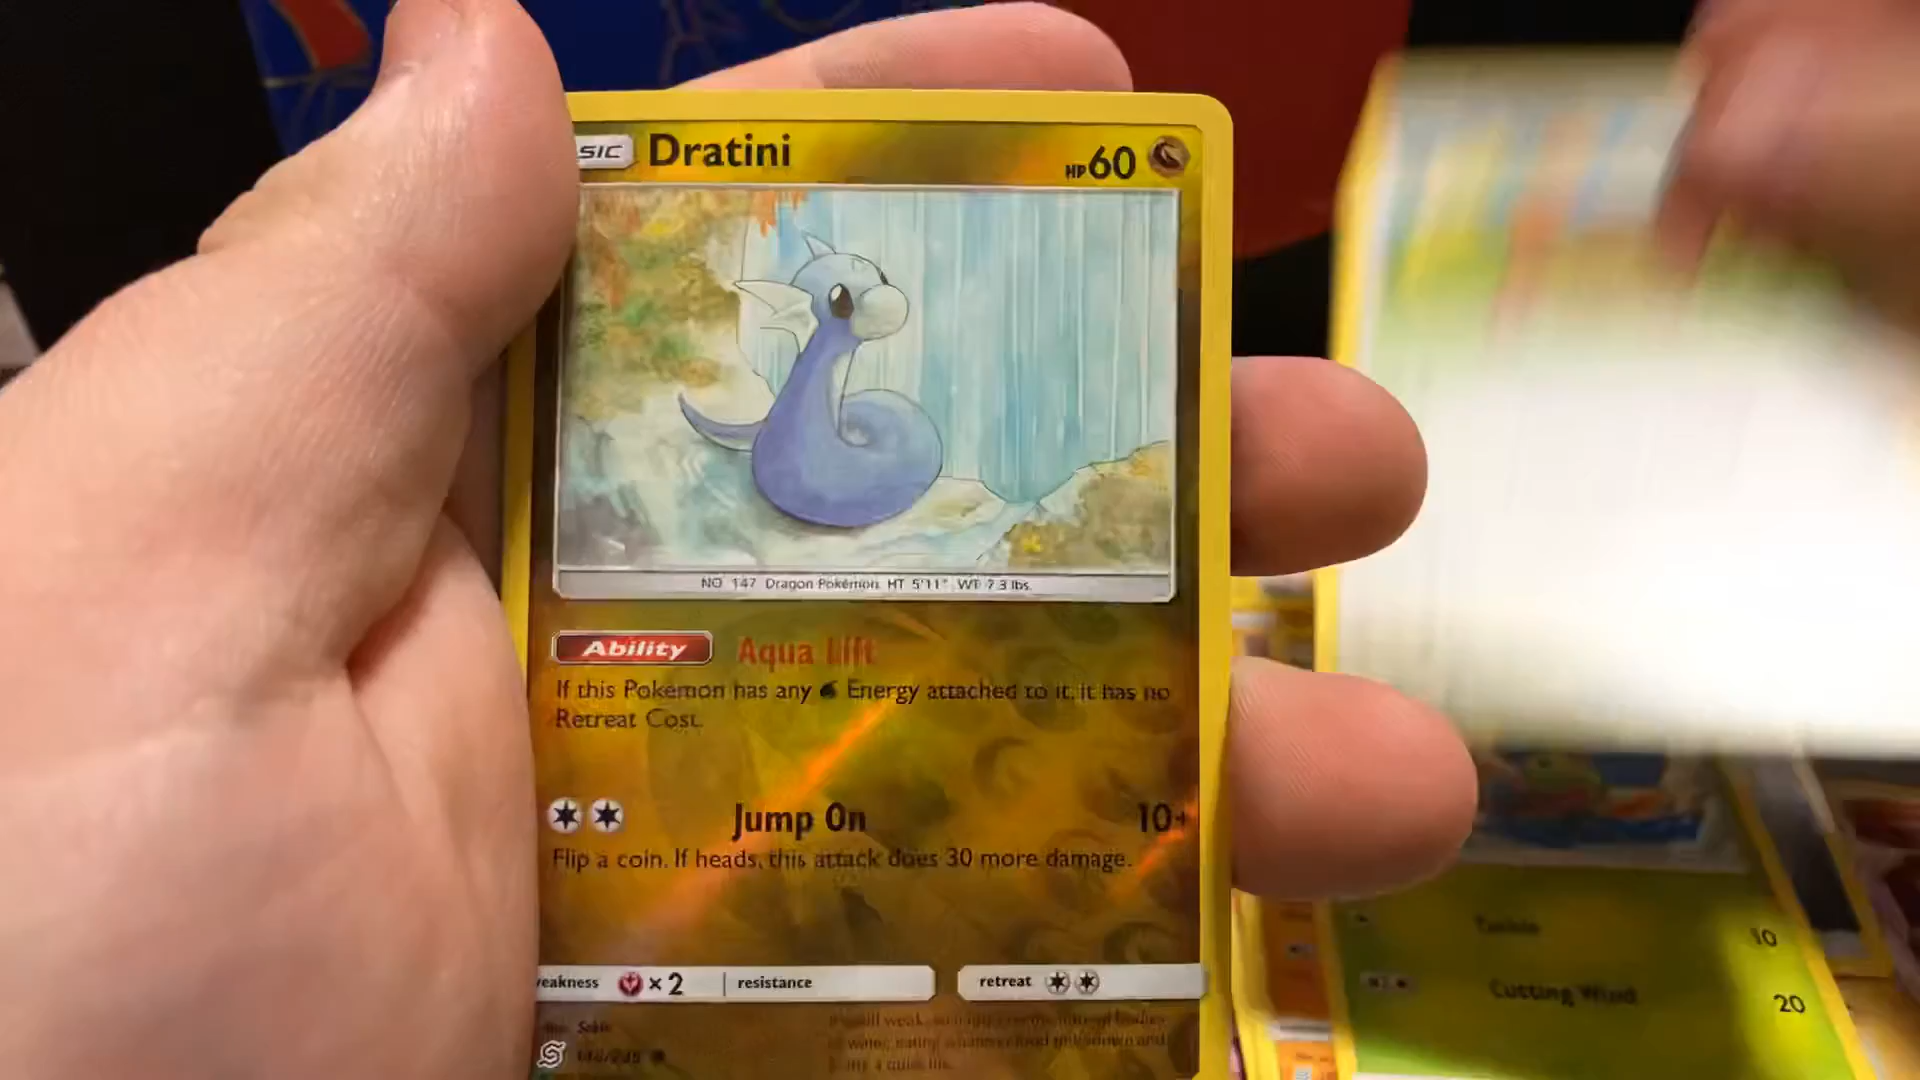 SIC Dratini HP60
NO. 147 Dragon Pokémon HT 5'11" WT 7.3 lbs.
Ability Aqua Lift
If this Pokémon has any Energy attached to it, it has no
Retreat Cost.
Jump On 10+
Flip a coin. If heads, this attack does 30 more damage.
weakness ×2 resistance retreat
10
Cutting Wind 20